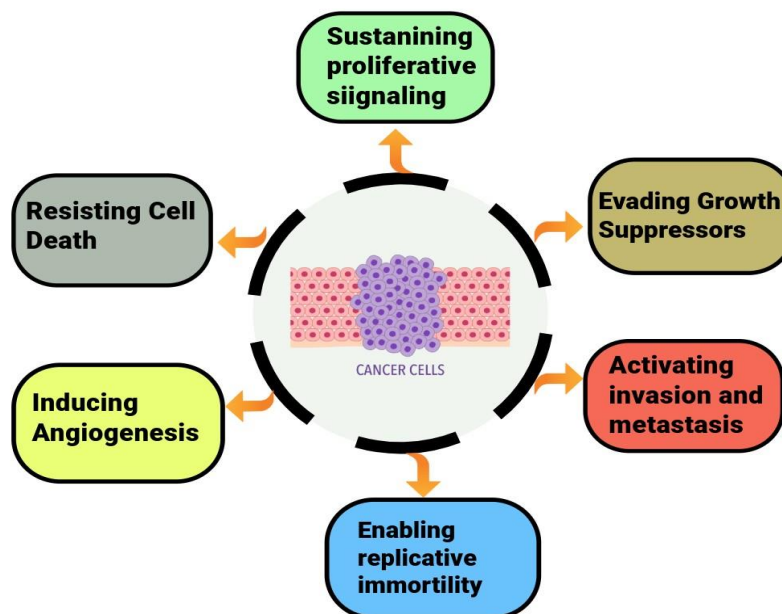 Sustanining
proliferative
siignaling
Resisting Cell
Death
Evading Growth
Suppressors
CANCER CELLS
Inducing
Angiogenesis
Activating
invasion and
metastasis
Enabling
replicative
immortility